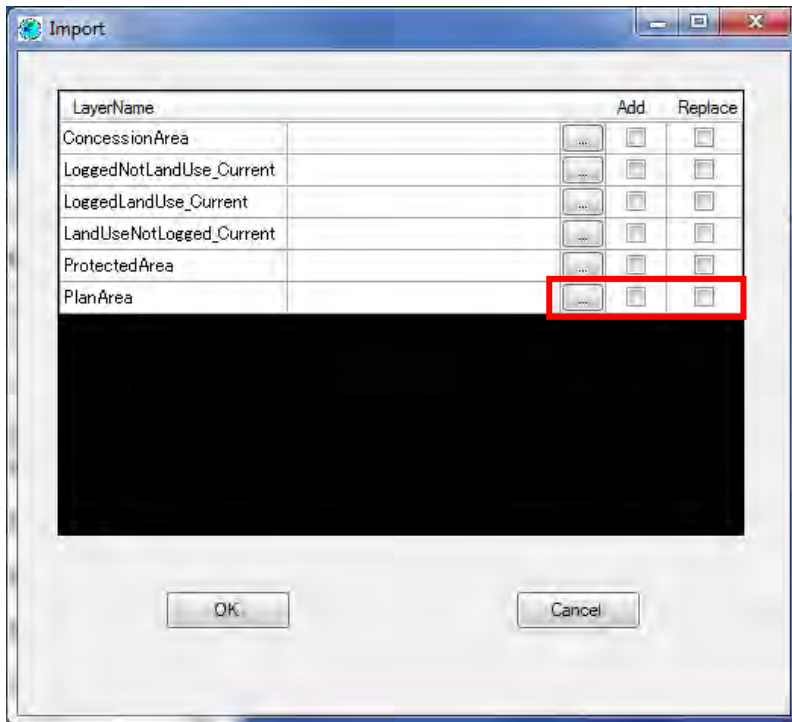 Import
LayerName Add Replace
ConcessionArea ...
LoggedNotLandUse_Current ...
LoggedLandUse_Current ...
LandUseNotLogged_Current ...
ProtectedArea ...
PlanArea ...
OK Cancel